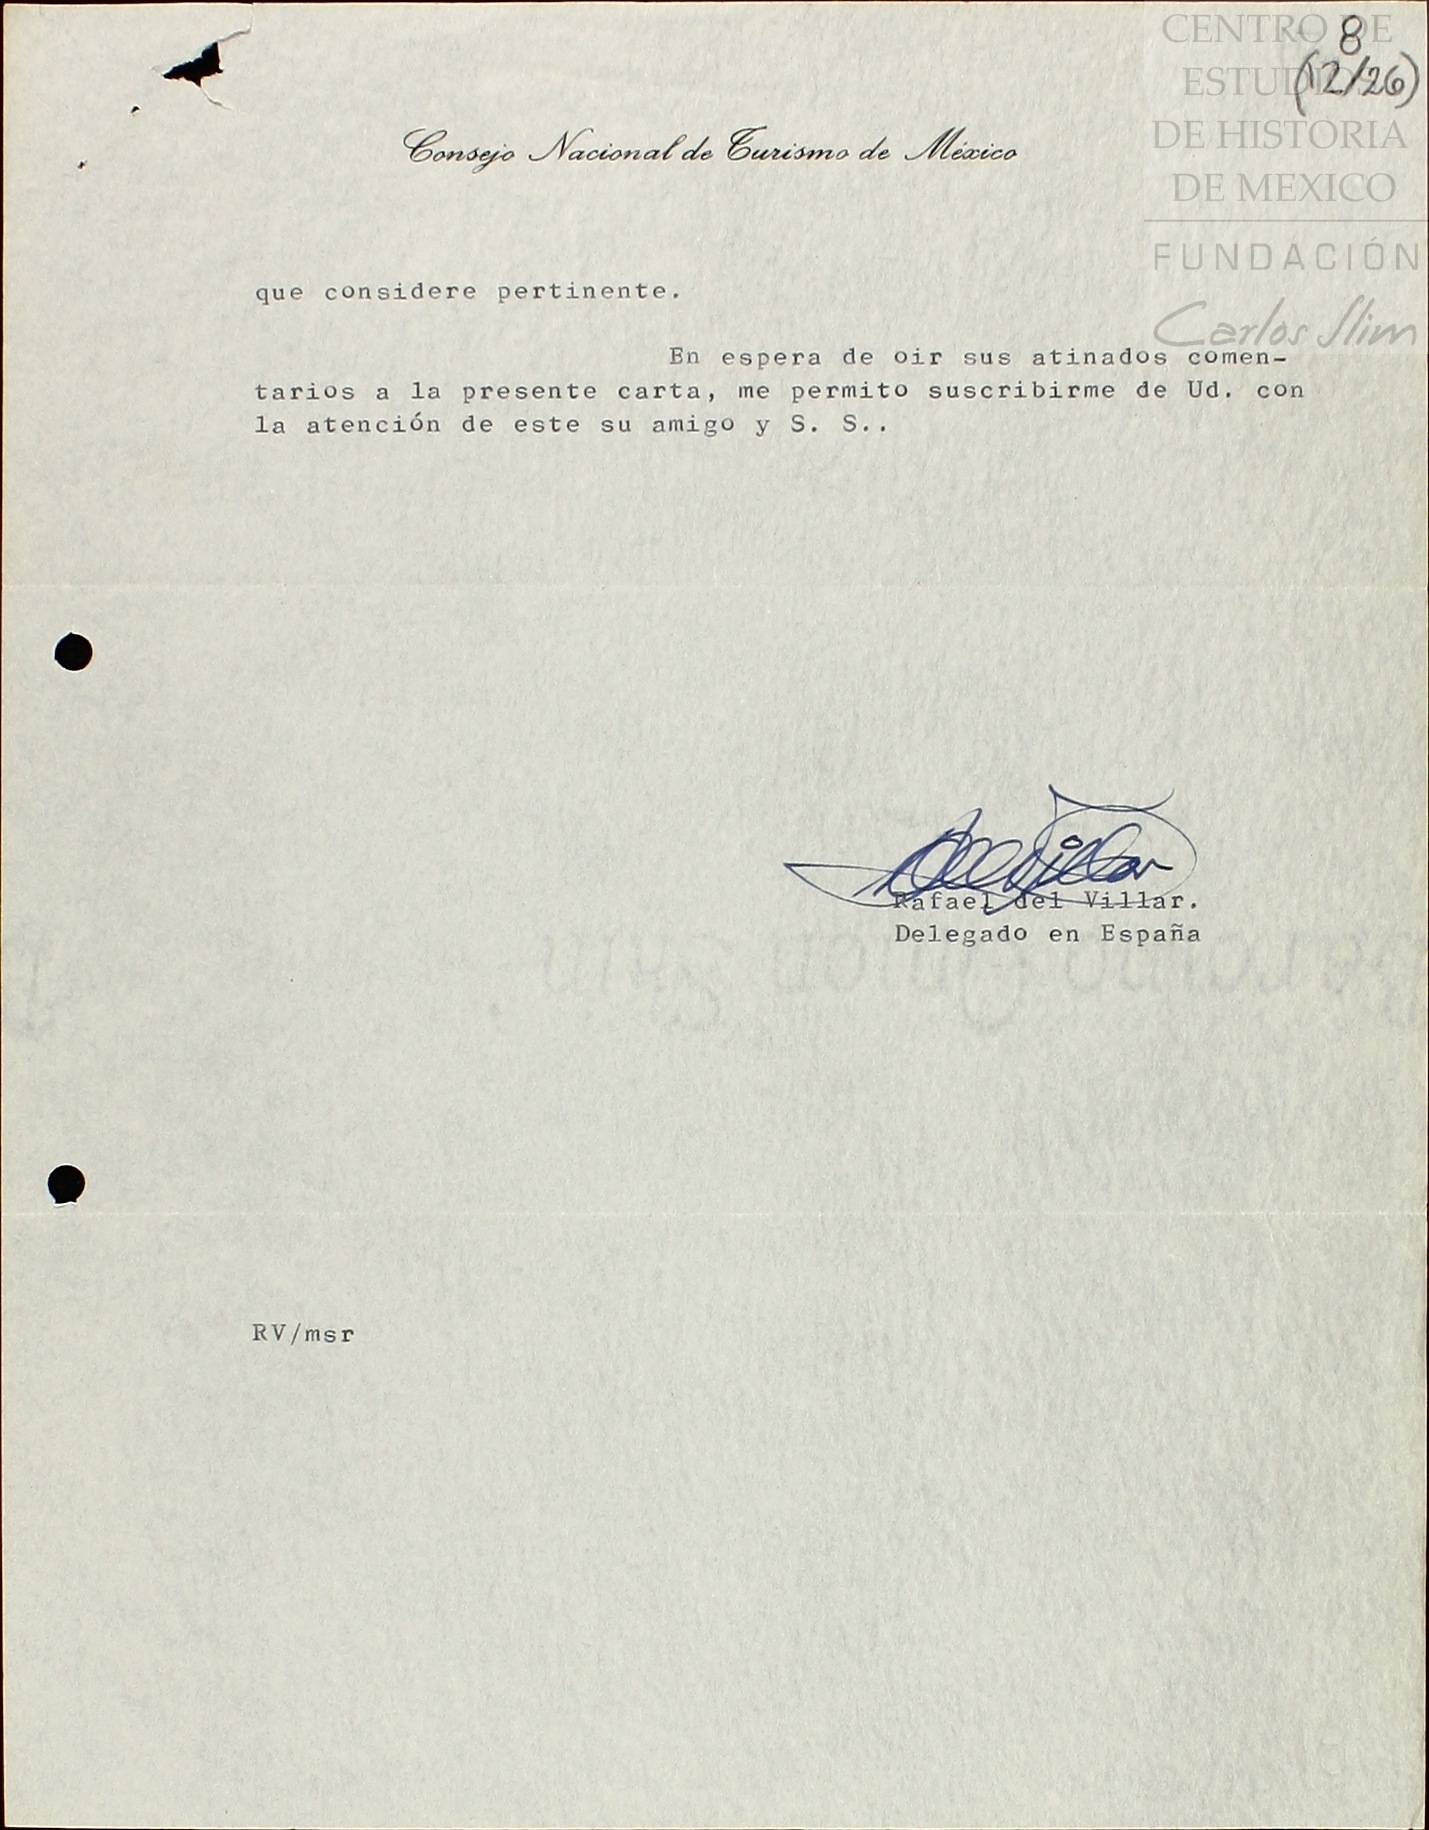 8
(2/26)
CENTRO DE
ESTUDIOS
DE HISTORIA
DE MEXICO
FUNDACIÓN
Carlos Slim
Consejo Nacional de Turismo de México
que considere pertinente.
En espera de oir sus atinados comen-
tarios a la presente carta, me permito suscribirme de Ud. con
la atención de este su amigo y S. S..
Rafael del Villar.
Delegado en España
RV/msr